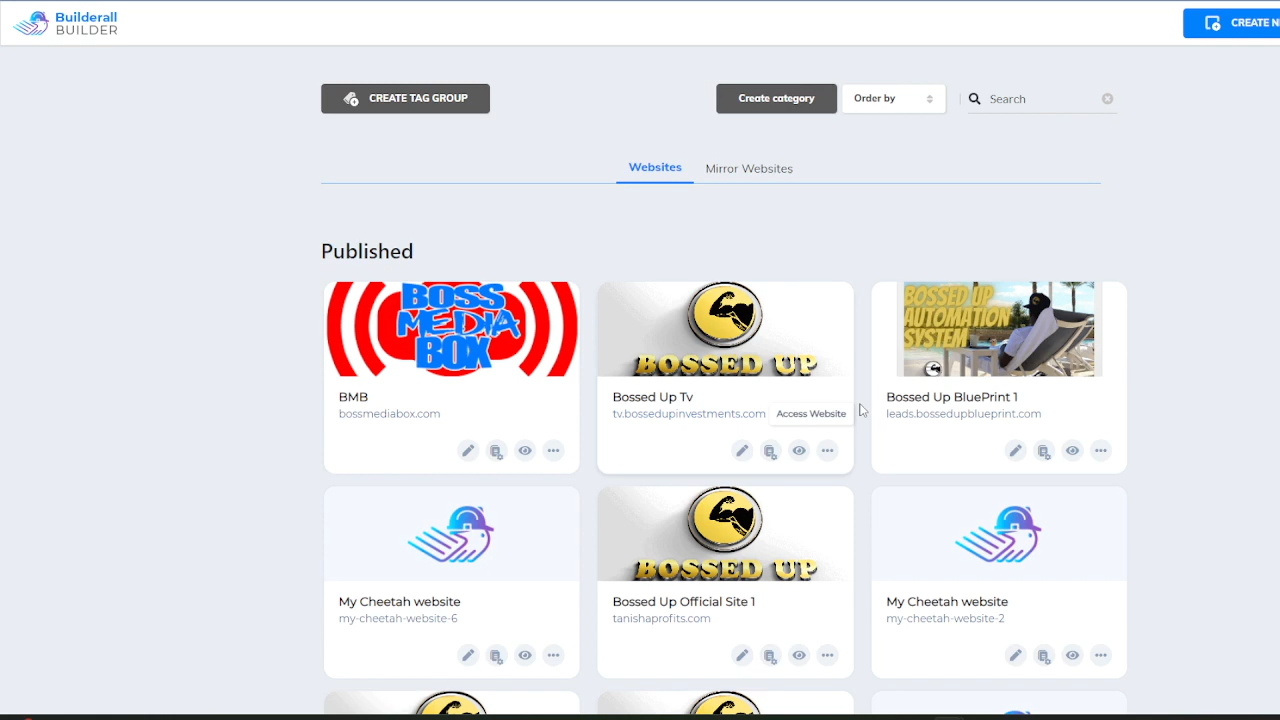 Builderall
BUILDER
CREATE N
CREATE TAG GROUP
Create category
Order by
Search
Websites
Mirror Websites
Published
BOSS
MEDIA
BOX
BMB
bossmediabox.com
BOSSED UP
Bossed Up Tv
tv.bossedupinvestments.com
Access Website
BOSSED UP
AUTOMATION
SYSTEM
Bossed Up BluePrint 1
leads.bossedupblueprint.com
My Cheetah website
my-cheetah-website-6
BOSSED UP
Bossed Up Official Site 1
tanishaprofits.com
My Cheetah website
my-cheetah-website-2